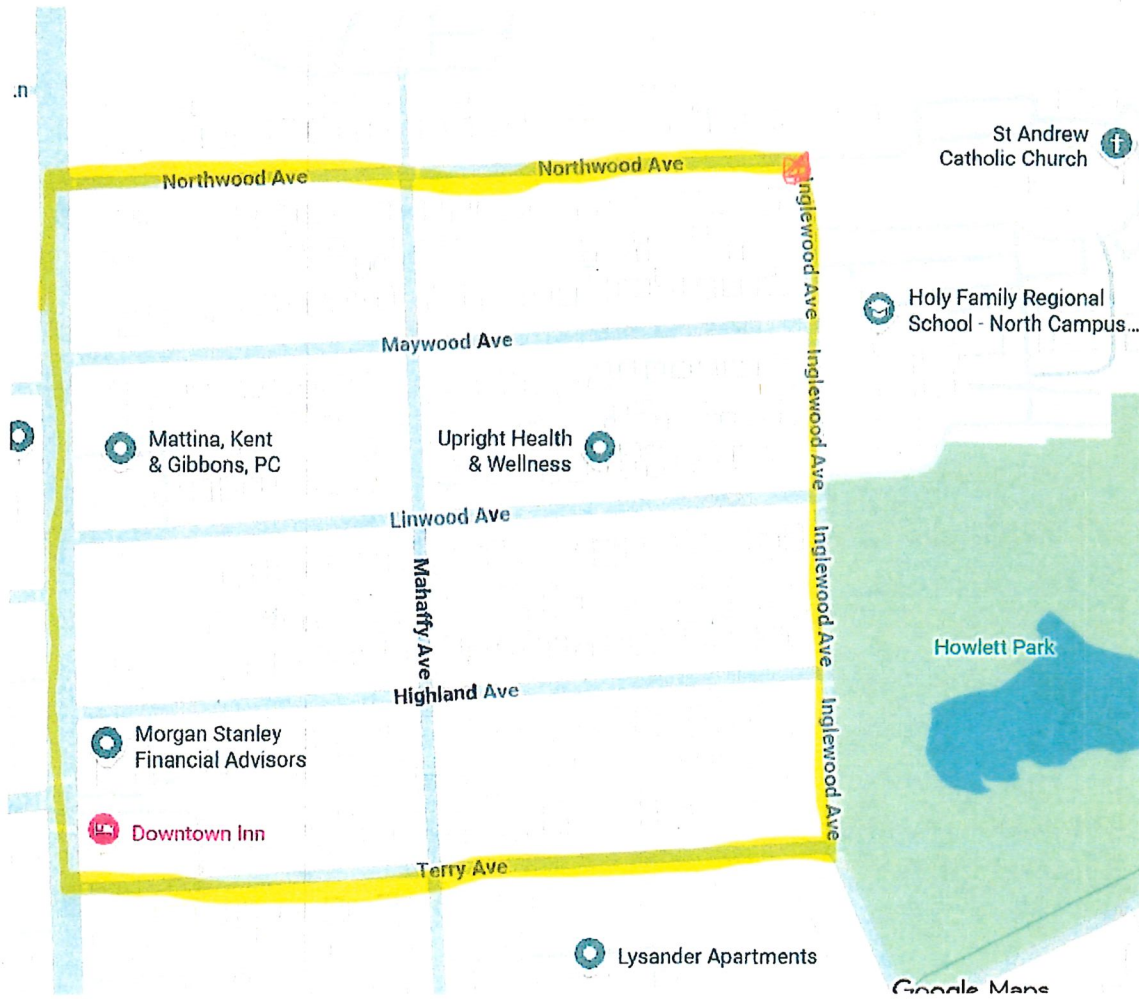 .n
St Andrew
Catholic Church
Northwood Ave
Northwood Ave
Inglewood Ave
Holy Family Regional
School - North Campus...
Maywood Ave
Inglewood Ave
Mattina, Kent
& Gibbons, PC
Upright Health
& Wellness
Linwood Ave
Inglewood Ave
Mahaffy Ave
Howlett Park
Highland Ave
Inglewood Ave
Morgan Stanley
Financial Advisors
Downtown Inn
Terry Ave
Lysander Apartments
Google Maps